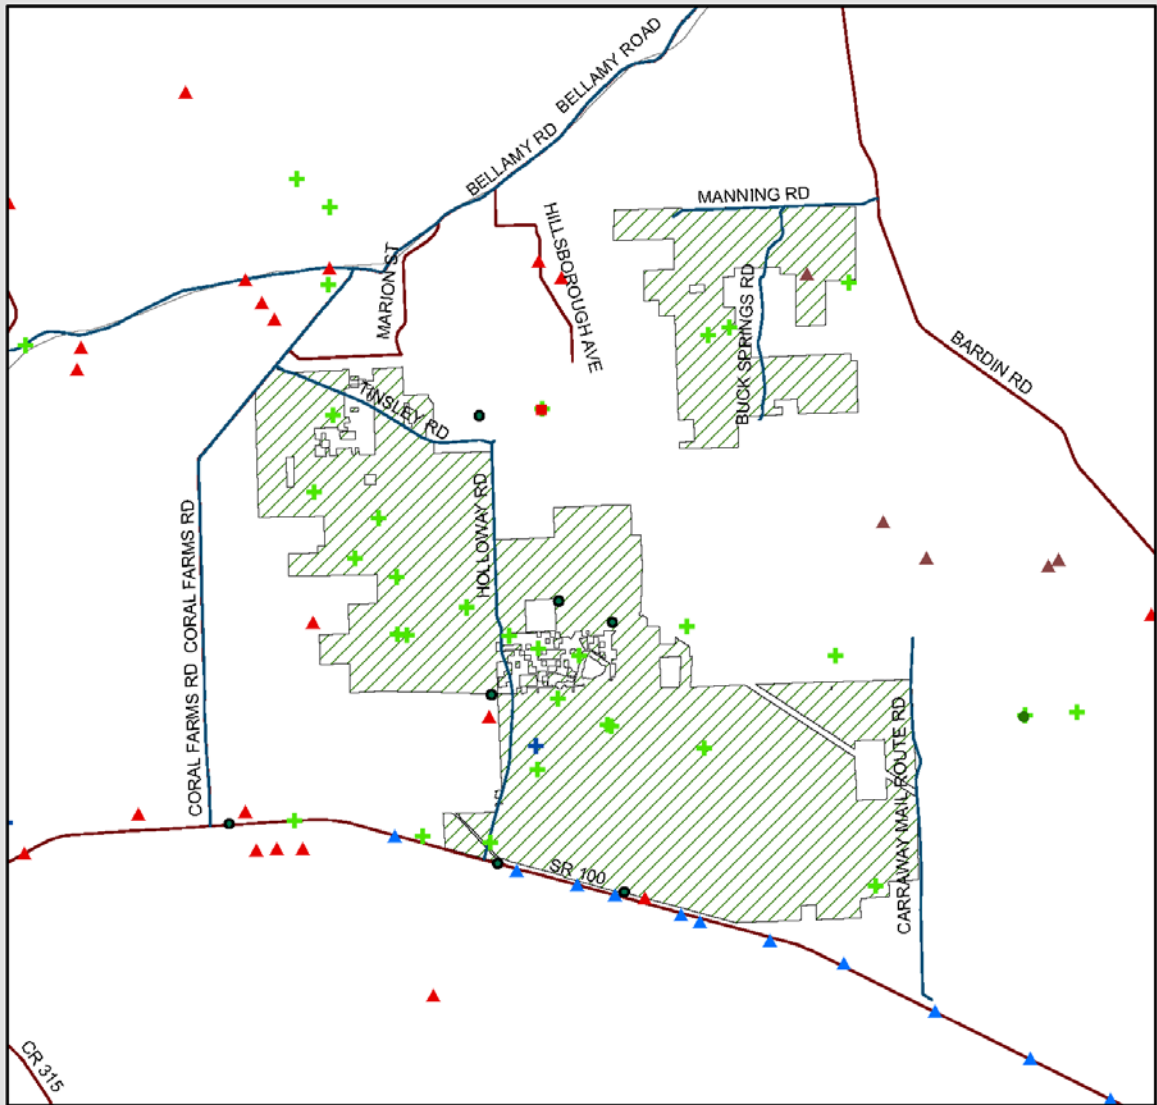 BELLAMY ROAD
BELLAMY RD
MANNING RD
HILLSBOROUGH AVE
MARION ST
BUCK SPRINGS RD
BARDIN RD
TINSLEY RD
HOLLOWAY RD
CORAL FARMS RD
CORAL FARMS RD
CARRAWAY MAIL ROUTE RD
SR 100
CR 315